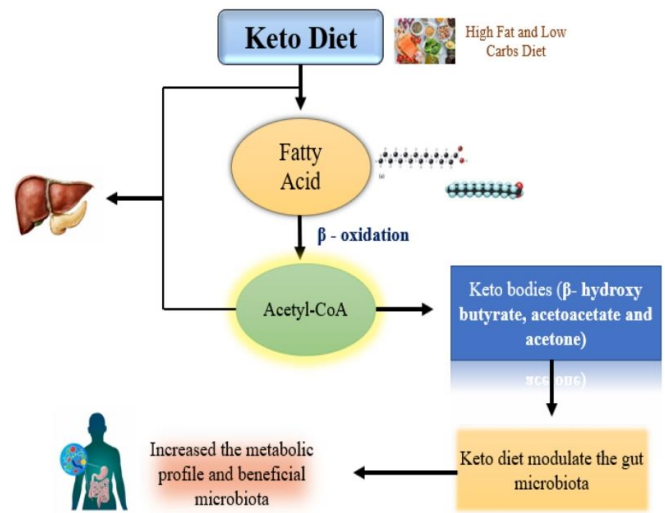 Keto Diet
High Fat and Low
Carbs Diet
Fatty
Acid
β - oxidation
Acetyl-CoA
Keto bodies (β- hydroxy
butyrate, acetoacetate and
acetone)
Keto diet modulate the gut
microbiota
Increased the metabolic
profile and beneficial
microbiota